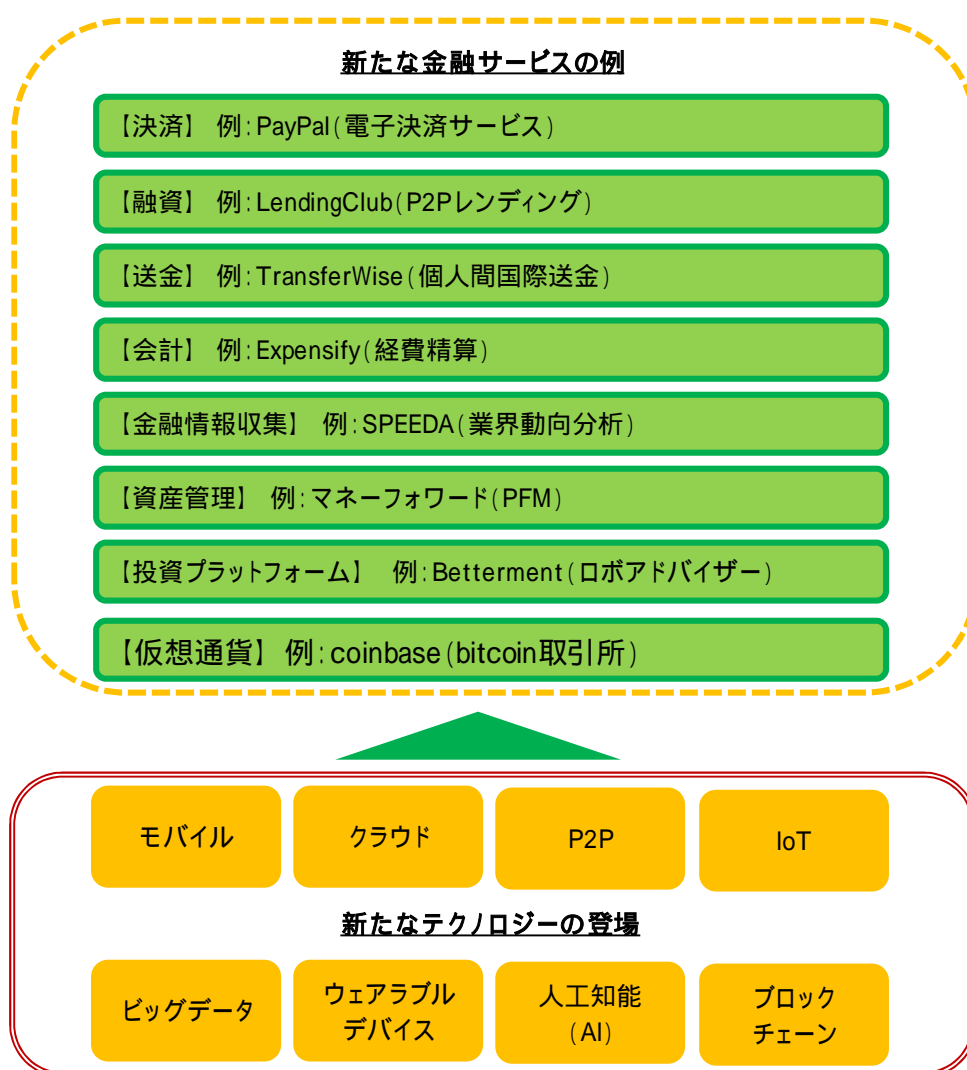 新たな金融サービスの例
【決済】 例:PayPal(電子決済サービス)
【融資】 例:LendingClub(P2Pレンディング)
【送金】 例:TransferWise(個人間国際送金)
【会計】 例:Expensify(経費精算)
【金融情報収集】 例:SPEEDA(業界動向分析)
【資産管理】 例:マネーフォワード(PFM)
【投資プラットフォーム】 例:Betterment(ロボアドバイザー)
【仮想通貨】 例:coinbase(bitcoin取引所)
モバイル
クラウド
P2P
IoT
新たなテクノロジーの登場
ビッグデータ
ウェアラブル
デバイス
人工知能
(AI)
ブロック
チェーン